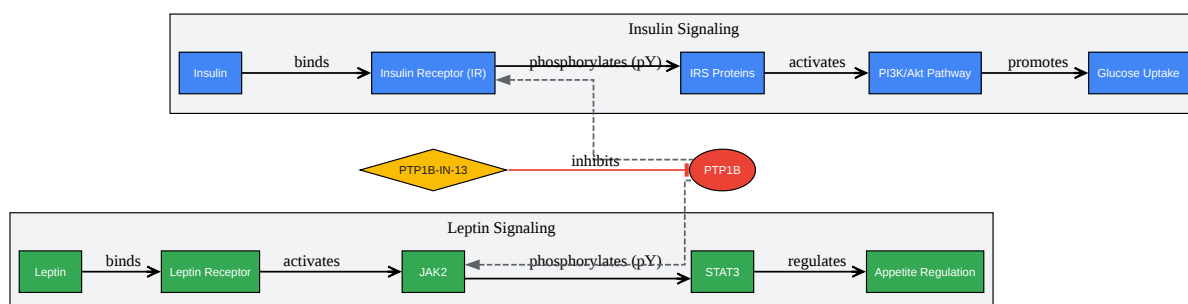 Insulin Signaling
Insulin
binds
Insulin Receptor (IR)
phosphorylates (pY)
IRS Proteins
activates
PI3K/Akt Pathway
promotes
Glucose Uptake
PTP1B-IN-13
inhibits
PTP1B
Leptin Signaling
Leptin
binds
Leptin Receptor
activates
JAK2
phosphorylates (pY)
STAT3
regulates
Appetite Regulation